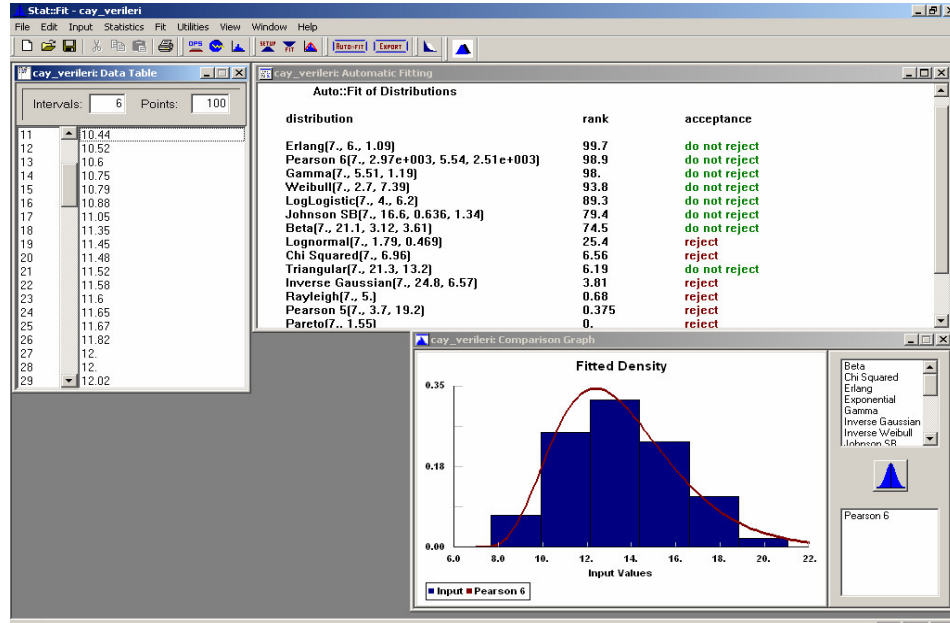 Stat::Fit - cay_verileri
File Edit Input Statistics Fit Utilities View Window Help
DPS SETUP FIT AUTO-FIT EXPORT
cay_verileri: Data Table
Intervals: 6 Points: 100
11 10.44
12 10.52
13 10.6
14 10.75
15 10.79
16 10.88
17 11.05
18 11.35
19 11.45
20 11.48
21 11.52
22 11.58
23 11.6
24 11.65
25 11.67
26 11.82
27 12.
28 12.
29 12.02
cay_verileri: Automatic Fitting
Auto::Fit of Distributions
distribution rank acceptance
Erlang(7., 6., 1.09) 99.7 do not reject
Pearson 6(7., 2.97e+003, 5.54, 2.51e+003) 98.9 do not reject
Gamma(7., 5.51, 1.19) 98. do not reject
Weibull(7., 2.7, 7.39) 93.8 do not reject
LogLogistic(7., 4., 6.2) 89.3 do not reject
Johnson SB(7., 16.6, 0.636, 1.34) 79.4 do not reject
Beta(7., 21.1, 3.12, 3.61) 74.5 do not reject
Lognormal(7., 1.79, 0.469) 25.4 reject
Chi Squared(7., 6.96) 6.56 reject
Triangular(7., 21.3, 13.2) 6.19 do not reject
Inverse Gaussian(7., 24.8, 6.57) 3.81 reject
Rayleigh(7., 5.) 0.68 reject
Pearson 5(7., 3.7, 19.2) 0.375 reject
Pareto(7., 1.55) 0. reject
cay_verileri: Comparison Graph
Fitted Density
0.35
0.18
0.00
6.0 8.0 10. 12. 14. 16. 18. 20. 22.
Input Values
Input Pearson 6
Beta
Chi Squared
Erlang
Exponential
Gamma
Inverse Gaussian
Inverse Weibull
Johnson SB
Pearson 6